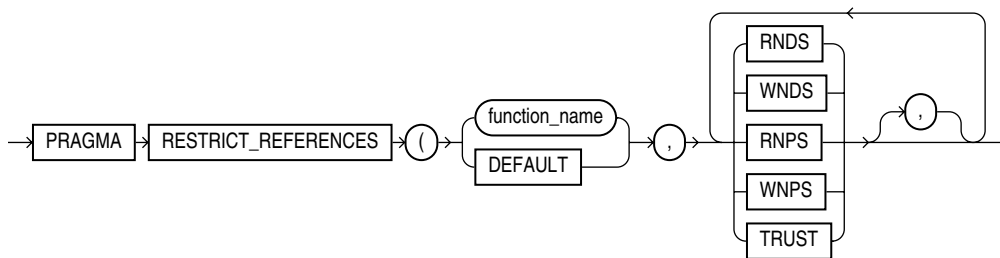 PRAGMA RESTRICT_REFERENCES ( function_name DEFAULT , RNDS WNDS RNPS WNPS TRUST ,